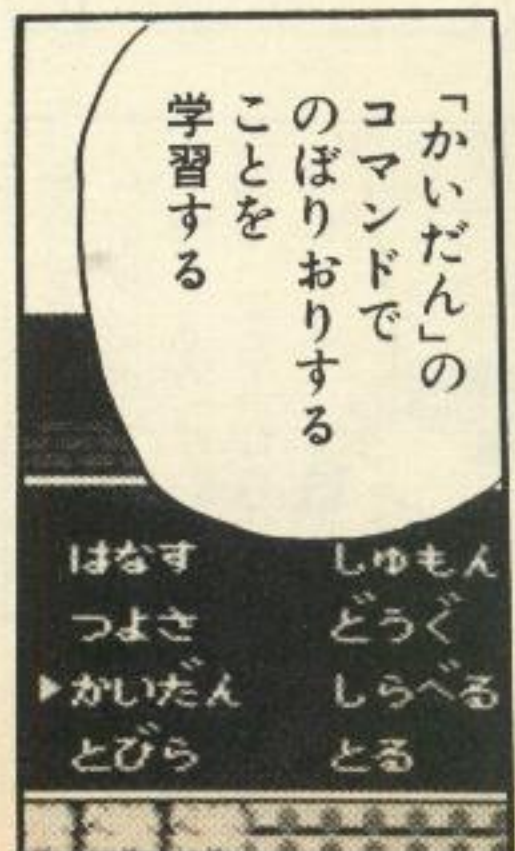 「かいだん」の
コマンドで
のぼりおりする
ことを
学習する
はなす しゅもん
つよさ どうぐ
▶かいだん しらべる
とびら とる